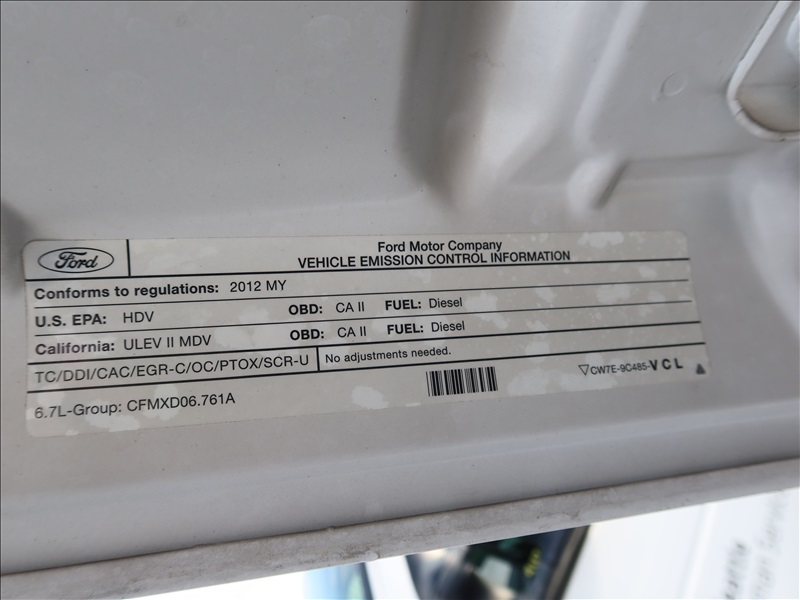 Ford
Ford Motor Company
VEHICLE EMISSION CONTROL INFORMATION
Conforms to regulations: 2012 MY
U.S. EPA: HDV OBD: CA II FUEL: Diesel
California: ULEV II MDV OBD: CA II FUEL: Diesel
TC/DDI/CAC/EGR-C/OC/PTOX/SCR-U No adjustments needed.
6.7L-Group: CFMXD06.761A
CW7E-9C485-VCL